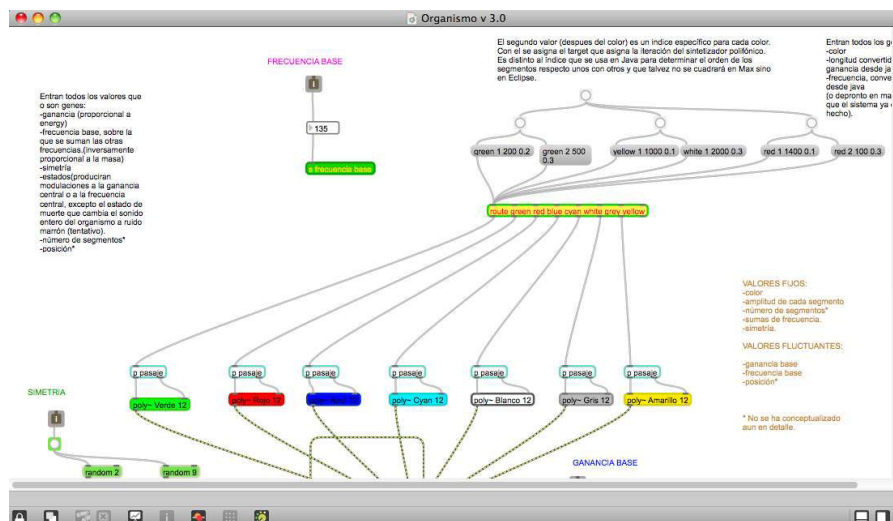 Organismo v 3.0
El segundo valor (despues del color) es un indice específico para cada color.
Con el se asigna el target que asigna la iteración del sintetizador polifónico.
Es distinto al índice que se usa en Java para determinar el orden de los
segmentos respecto unos con otros y que talvez no se cuadrará en Max sino
en Eclipse.
Entran todos los g
-color
-longitud convertid
ganancia desde ja
-frecuencia, conve
desde java
(o depronto en ma
que el sistema ya
hecho).
FRECUENCIA BASE
135
s frecuencia base
Entran todos los valores que
o son genes:
-ganancia (proporcional a
energy)
-frecuencia base, sobre la
que se suman las otras
frecuencias.(inversamente
proporcional a la masa)
-simetría
-estados(produciran
modulaciones a la ganancia
central o a la frecuencia
central, excepto el estado de
muerte que cambia el sonido
entero del organismo a ruido
marrón (tentativo).
-número de segmentos*
-posición*
green 1 200 0.2
green 2 500
0.3
yellow 1 1000 0.1
white 1 2000 0.3
red 1 1400 0.1
red 2 100 0.3
route green red blue cyan white grey yellow
VALORES FIJOS:
-color
-amplitud de cada segmento
-número de segmentos*
-sumas de frecuencia.
-simetría.
VALORES FLUCTUANTES:
-ganancia base
-frecuencia base
-posición*
* No se ha conceptualizado
aun en detalle.
p pasaje
p pasaje
p pasaje
p pasaje
p pasaje
p pasaje
p pasaje
poly~ Verde 12
poly~ Rojo 12
poly~ Azul 12
poly~ Cyan 12
poly~ Blanco 12
poly~ Gris 12
poly~ Amarillo 12
SIMETRIA
random 2
random 9
GANANCIA BASE